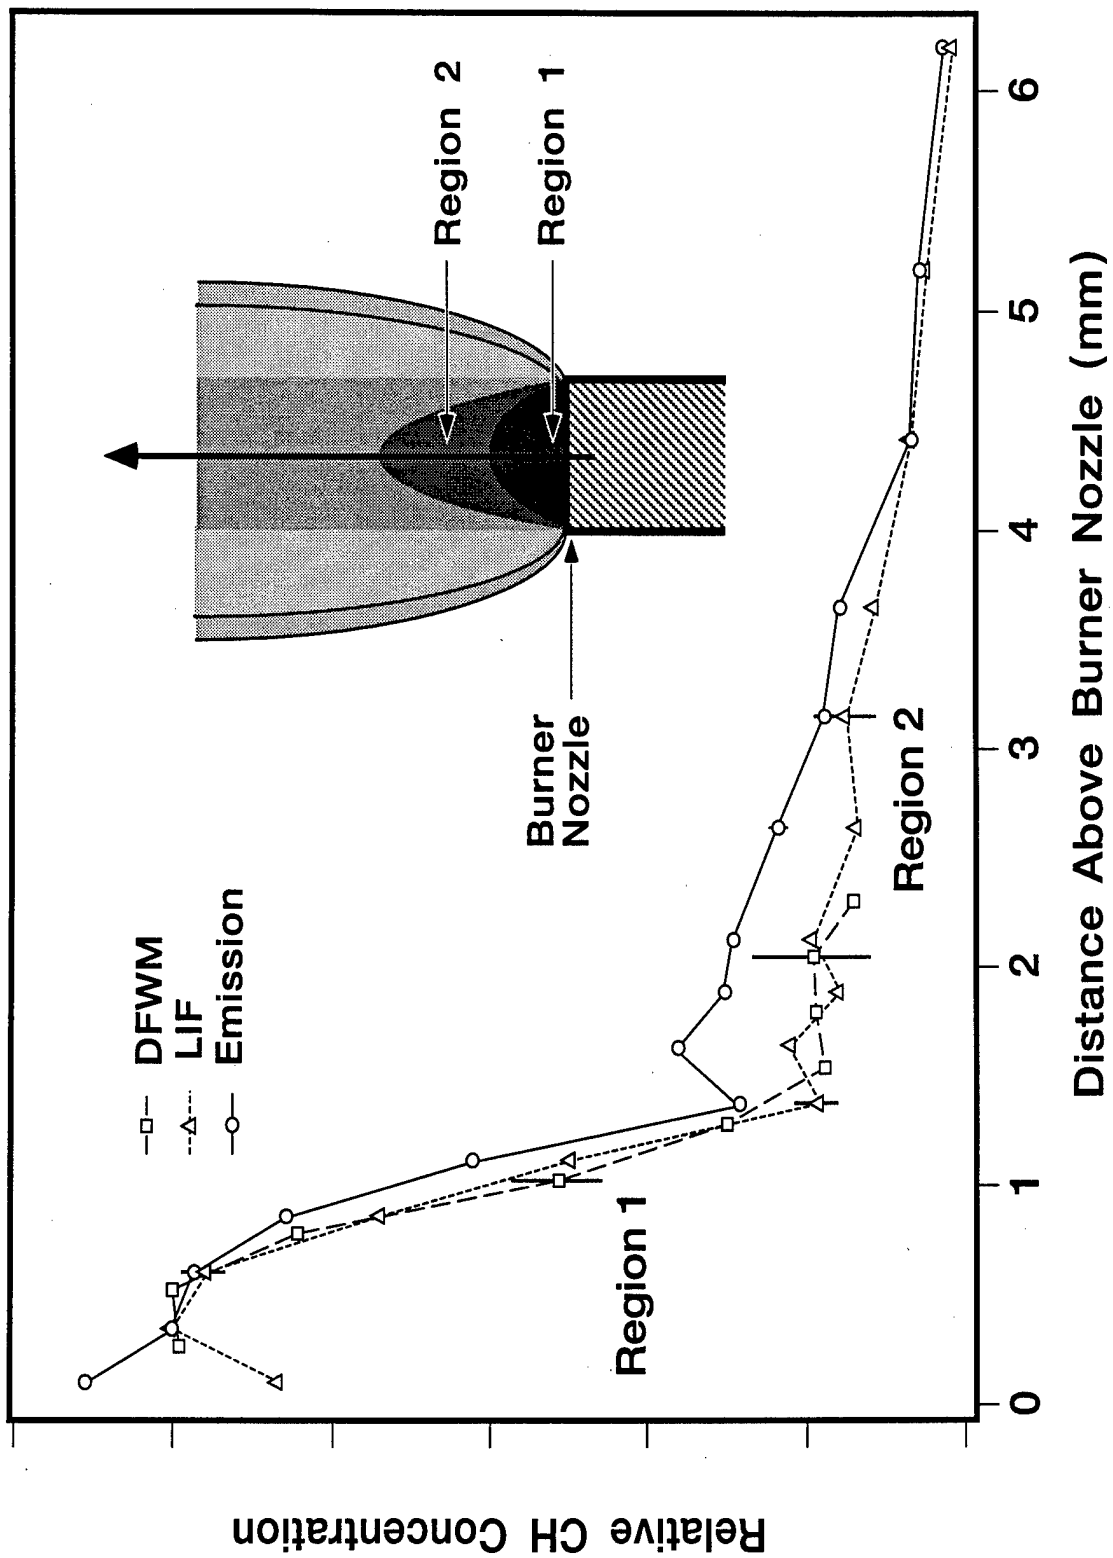 DFWM
LIF
Emission
Region 2
Region 1
Burner
Nozzle
Region 1
Region 2
Relative CH Concentration
0
1
2
3
4
5
6
Distance Above Burner Nozzle (mm)